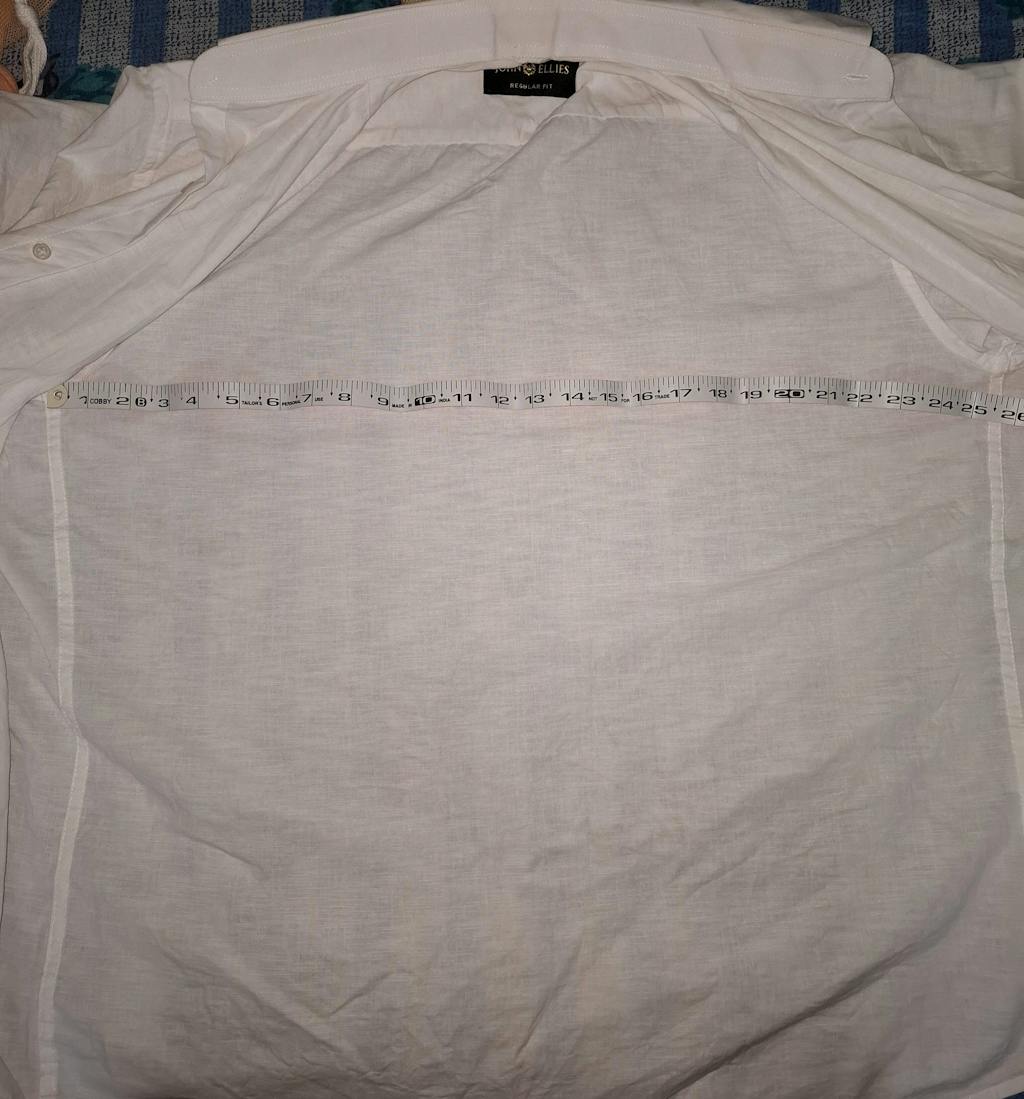 JOHN ELLIES
REGULAR FIT
COBBY 2 3 4 5 TAILOR'S 6 PERSONAL 7 USE 8 9 MADE IN 10 INDIA 11 12 13 14 NOT 15 FOR 16 TRADE 17 18 19 20 21 22 23 24 25 26